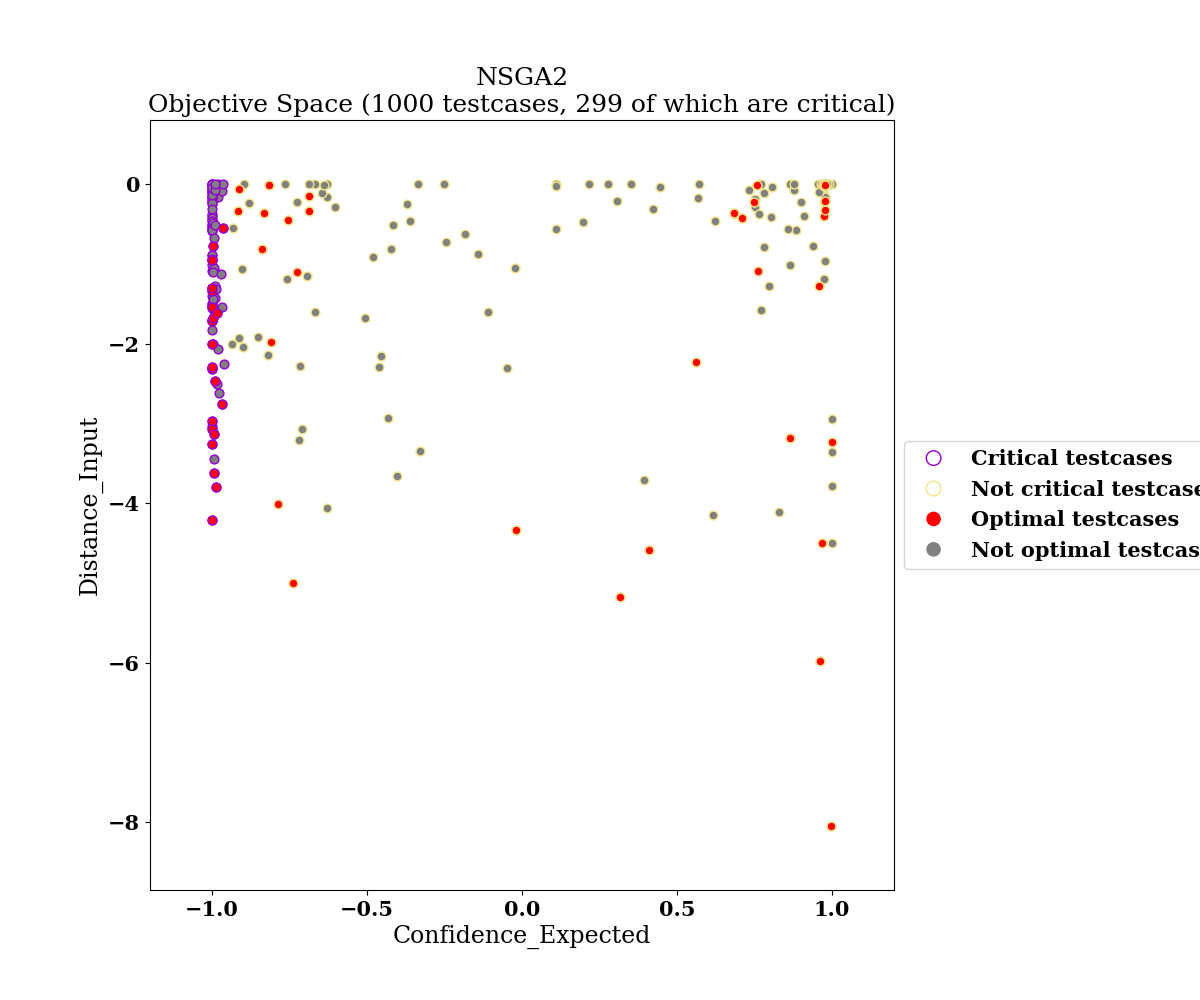 NSGA2
Objective Space (1000 testcases, 299 of which are critical)
0
−2
−4
−6
−8
Distance_Input
−1.0
−0.5
0.0
0.5
1.0
Confidence_Expected
Critical testcases
Not critical testcase
Optimal testcases
Not optimal testcas